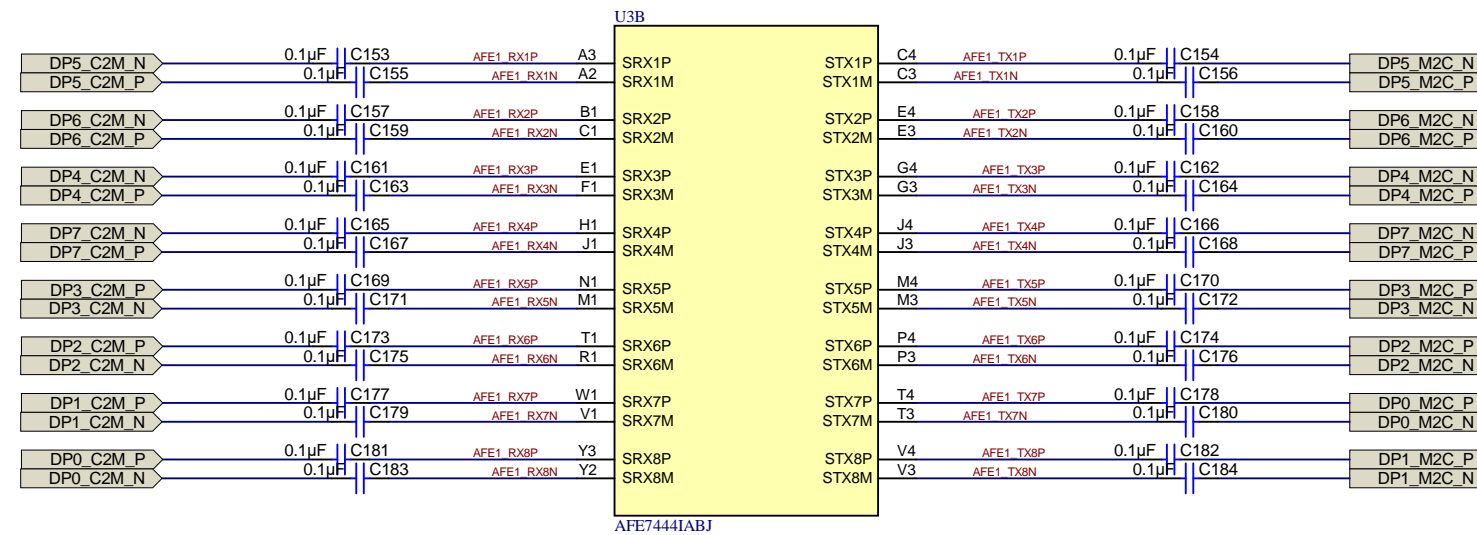 U3B
DP5_C2M_N 0.1µF C153 AFE1_RX1P A3 SRX1P STX1P C4 AFE1_TX1P 0.1µF C154 DP5_M2C_N
DP5_C2M_P 0.1µF C155 AFE1_RX1N A2 SRX1M STX1M C3 AFE1_TX1N 0.1µF C156 DP5_M2C_P
DP6_C2M_N 0.1µF C157 AFE1_RX2P B1 SRX2P STX2P E4 AFE1_TX2P 0.1µF C158 DP6_M2C_N
DP6_C2M_P 0.1µF C159 AFE1_RX2N C1 SRX2M STX2M E3 AFE1_TX2N 0.1µF C160 DP6_M2C_P
DP4_C2M_N 0.1µF C161 AFE1_RX3P E1 SRX3P STX3P G4 AFE1_TX3P 0.1µF C162 DP4_M2C_N
DP4_C2M_P 0.1µF C163 AFE1_RX3N F1 SRX3M STX3M G3 AFE1_TX3N 0.1µF C164 DP4_M2C_P
DP7_C2M_N 0.1µF C165 AFE1_RX4P H1 SRX4P STX4P J4 AFE1_TX4P 0.1µF C166 DP7_M2C_N
DP7_C2M_P 0.1µF C167 AFE1_RX4N J1 SRX4M STX4M J3 AFE1_TX4N 0.1µF C168 DP7_M2C_P
DP3_C2M_P 0.1µF C169 AFE1_RX5P N1 SRX5P STX5P M4 AFE1_TX5P 0.1µF C170 DP3_M2C_P
DP3_C2M_N 0.1µF C171 AFE1_RX5N M1 SRX5M STX5M M3 AFE1_TX5N 0.1µF C172 DP3_M2C_N
DP2_C2M_P 0.1µF C173 AFE1_RX6P T1 SRX6P STX6P P4 AFE1_TX6P 0.1µF C174 DP2_M2C_P
DP2_C2M_N 0.1µF C175 AFE1_RX6N R1 SRX6M STX6M P3 AFE1_TX6N 0.1µF C176 DP2_M2C_N
DP1_C2M_P 0.1µF C177 AFE1_RX7P W1 SRX7P STX7P T4 AFE1_TX7P 0.1µF C178 DP0_M2C_P
DP1_C2M_N 0.1µF C179 AFE1_RX7N V1 SRX7M STX7M T3 AFE1_TX7N 0.1µF C180 DP0_M2C_N
DP0_C2M_P 0.1µF C181 AFE1_RX8P Y3 SRX8P STX8P V4 AFE1_TX8P 0.1µF C182 DP1_M2C_P
DP0_C2M_N 0.1µF C183 AFE1_RX8N Y2 SRX8M STX8M V3 AFE1_TX8N 0.1µF C184 DP1_M2C_N
AFE7444IABJ